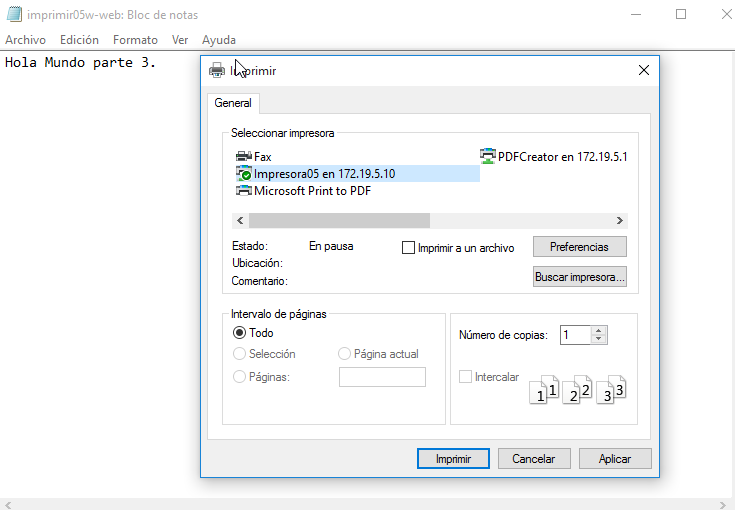 imprimir05w-web: Bloc de notas
Archivo Edición Formato Ver Ayuda
Hola Mundo parte 3.
Imprimir
General
Seleccionar impresora
Fax
PDFCreator en 172.19.5.1
Impresora05 en 172.19.5.10
Microsoft Print to PDF
Estado: En pausa
Imprimir a un archivo
Preferencias
Ubicación:
Comentario:
Buscar impresora...
Intervalo de páginas
Todo
Selección Página actual
Páginas:
Número de copias: 1
Intercalar
1 1 2 2 3 3
Imprimir Cancelar Aplicar